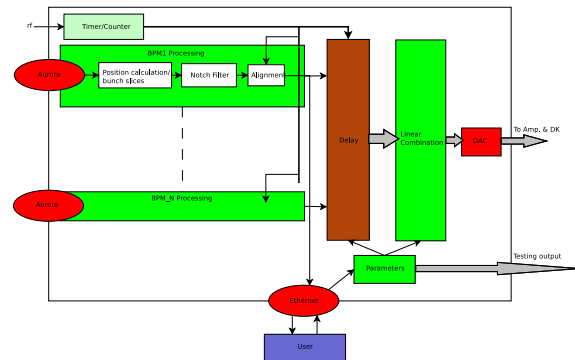 rf
Timer/Counter
BPM1 Processing
Aurora
Position calculation/
bunch slices
Notch Filter
Alignment
Delay
Linear
Combination
DAC
To Amp. & DK
Aurora
BPM_N Processing
Testing output
Parameters
Ethernet
User